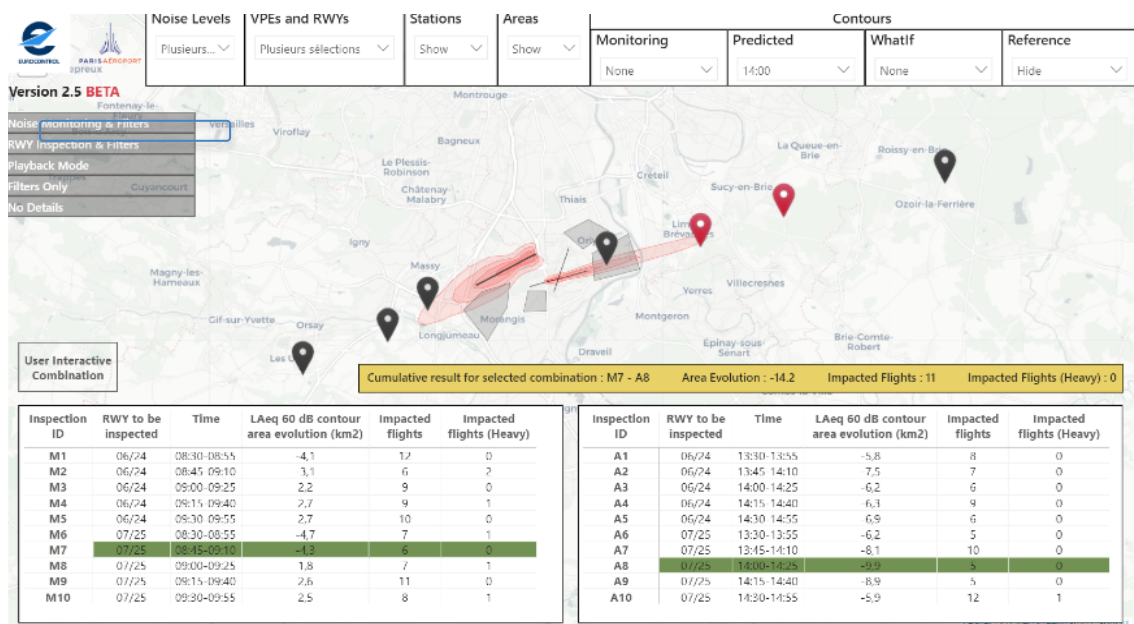 Noise Levels VPEs and RWYs Stations Areas Contours
Monitoring Predicted WhatIf Reference
Plusieurs... Plusieurs sélections Show Show
None 14:00 None Hide
EUROCONTROL PARIS AÉROPORT
Version 2.5 BETA
Fontenay-le-
Fleury
Montrouge
Noise Monitoring & Filters
Versailles
Viroflay
RWY Inspection & Filters
Bagneux
La Queue-en-
Brie
Roissy-en-Brie
Playback Mode
Le Plessis-
Robinson
Créteil
Filters Only
Guyancourt
Châtenay-
Malabry
Thiais
Sucy-en-Brie
Ozoir-la-Ferrière
No Details
Igny
Massy
Magny-les-
Hameaux
Yerres
Villecresnes
Gif-sur-Yvette
Orsay
Longjumeau
Morangis
Montgeron
Draveil
Épinay-sous-
Sénart
Brie-Comte-
Robert
User Interactive
Combination
Cumulative result for selected combination : M7 - A8 Area Evolution : -14.2 Impacted Flights : 11 Impacted Flights (Heavy) : 0
Inspection ID RWY to be inspected Time LAeq 60 dB contour area evolution (km2) Impacted flights Impacted flights (Heavy)
M1 06/24 08:30-08:55 -4,1 12 0
M2 06/24 08:45-09:10 3,1 6 2
M3 06/24 09:00-09:25 2,2 9 0
M4 06/24 09:15-09:40 2,7 9 1
M5 06/24 09:30-09:55 2,7 10 0
M6 07/25 08:30-08:55 -4,7 7 1
M7 07/25 08:45-09:10 -4,3 6 0
M8 07/25 09:00-09:25 1,8 7 1
M9 07/25 09:15-09:40 2,6 11 0
M10 07/25 09:30-09:55 2,5 8 1
Inspection ID RWY to be inspected Time LAeq 60 dB contour area evolution (km2) Impacted flights Impacted flights (Heavy)
A1 06/24 13:30-13:55 -5,8 8 0
A2 06/24 13:45-14:10 -7,5 7 0
A3 06/24 14:00-14:25 -6,2 6 0
A4 06/24 14:15-14:40 -6,3 9 0
A5 06/24 14:30-14:55 -6,9 6 0
A6 07/25 13:30-13:55 -6,2 5 0
A7 07/25 13:45-14:10 -8,1 10 0
A8 07/25 14:00-14:25 -9,9 5 0
A9 07/25 14:15-14:40 -8,9 5 0
A10 07/25 14:30-14:55 -5,9 12 1